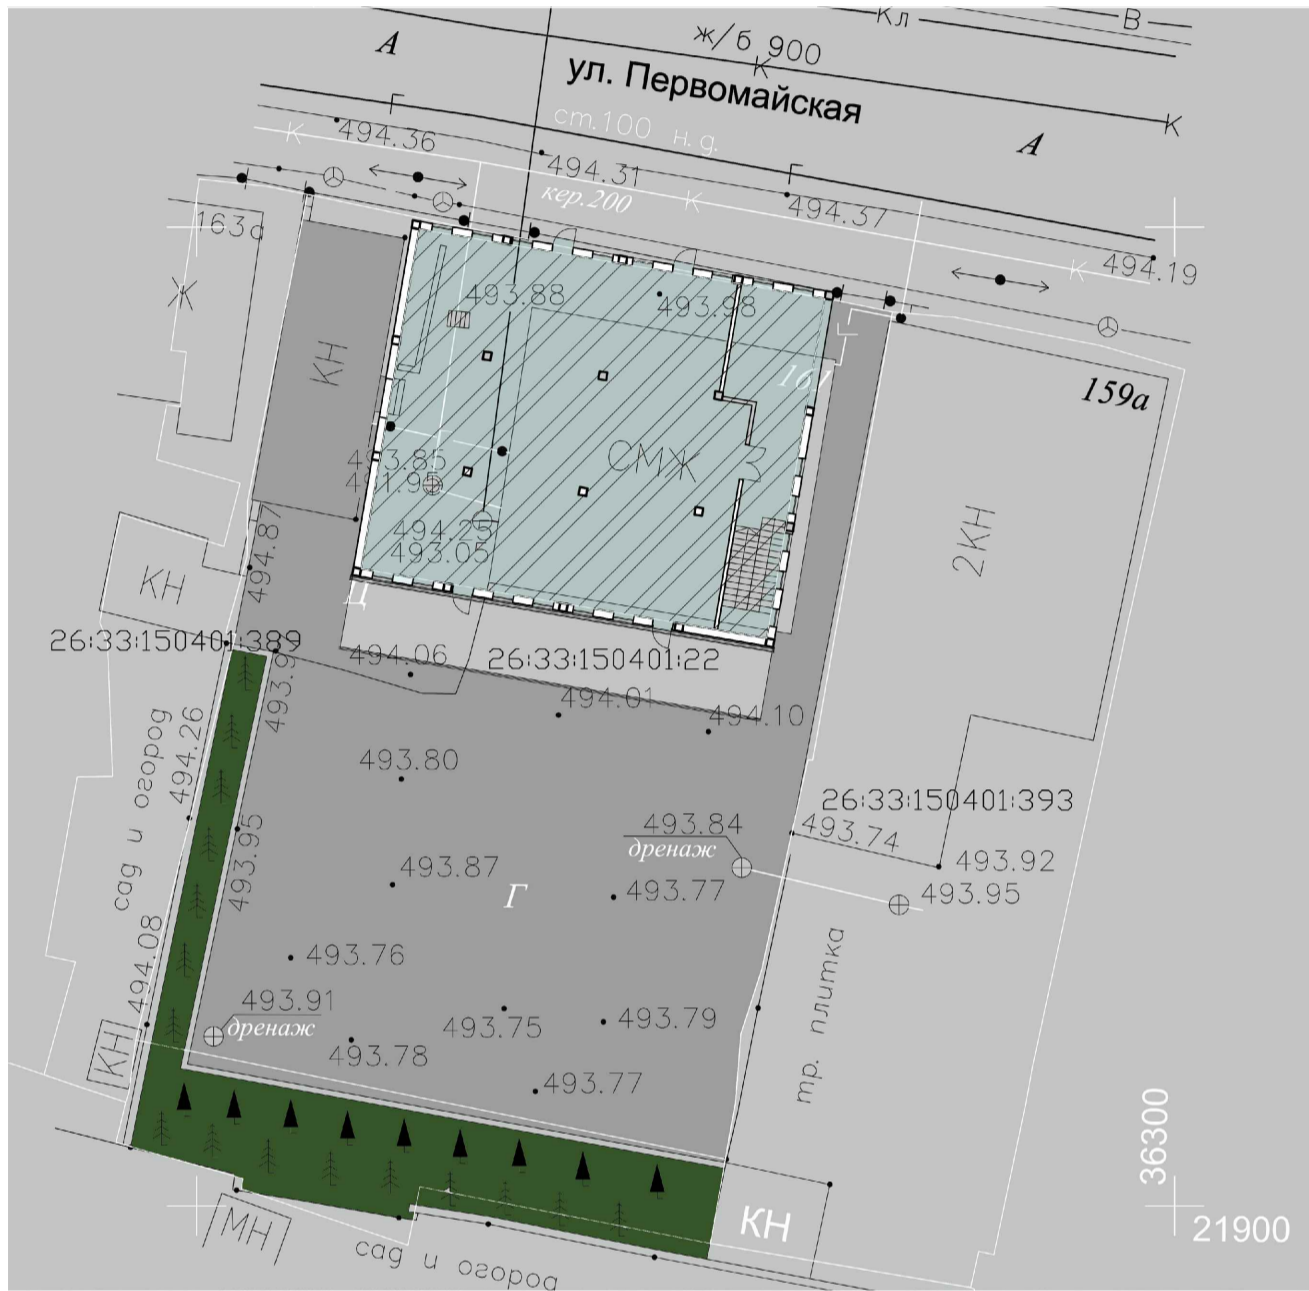 Кл
В
ж/б 900
К
К
А
ул. Первомайская
А
ст.100 н.д.
Г
Г
К
494.36
494.31
кер.200
К
494.37
К
494.19
163а
Ж
КН
493.88
493.98
161
159а
СМЖ
493.85
494.25
493.05
2КН
494.87
КН
Д
26:33:150401:389
494.06
26:33:150401:22
494.01
494.10
494.26
сад и огород
493.80
26:33:150401:393
493.84
дренаж
493.74
493.92
493.95
493.95
493.87
Г
493.77
494.08
493.76
493.91
дренаж
493.75
493.79
493.78
493.77
тр. плитка
КН
КН
МН
сад и огород
36300
21900